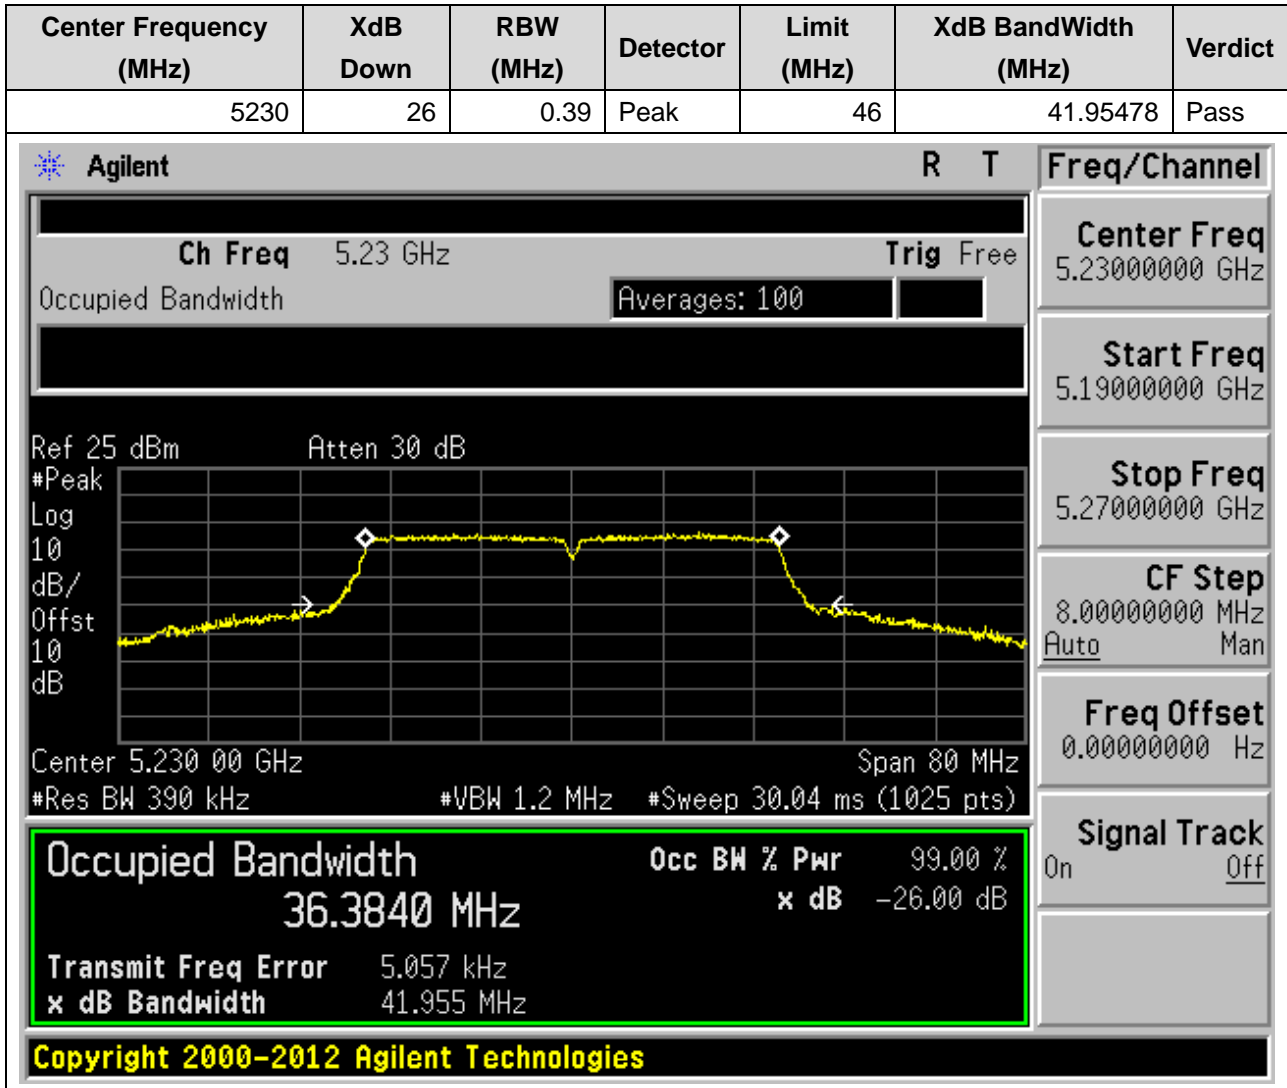 Center Frequency (MHz) XdB Down RBW (MHz) Detector Limit (MHz) XdB BandWidth (MHz) Verdict
5230 26 0.39 Peak 46 41.95478 Pass
Agilent R T
Ch Freq 5.23 GHz Trig Free
Occupied Bandwidth Averages: 100
Ref 25 dBm Atten 30 dB
#Peak
Log
10
dB/
Offst
10
dB
Center 5.230 00 GHz Span 80 MHz
#Res BW 390 kHz #VBW 1.2 MHz #Sweep 30.04 ms (1025 pts)
Occupied Bandwidth Occ BW % Pwr 99.00 %
36.3840 MHz x dB -26.00 dB
Transmit Freq Error 5.057 kHz
x dB Bandwidth 41.955 MHz
Copyright 2000-2012 Agilent Technologies
Freq/Channel
Center Freq
5.23000000 GHz
Start Freq
5.19000000 GHz
Stop Freq
5.27000000 GHz
CF Step
8.00000000 MHz
Auto Man
Freq Offset
0.00000000 Hz
Signal Track
On Off